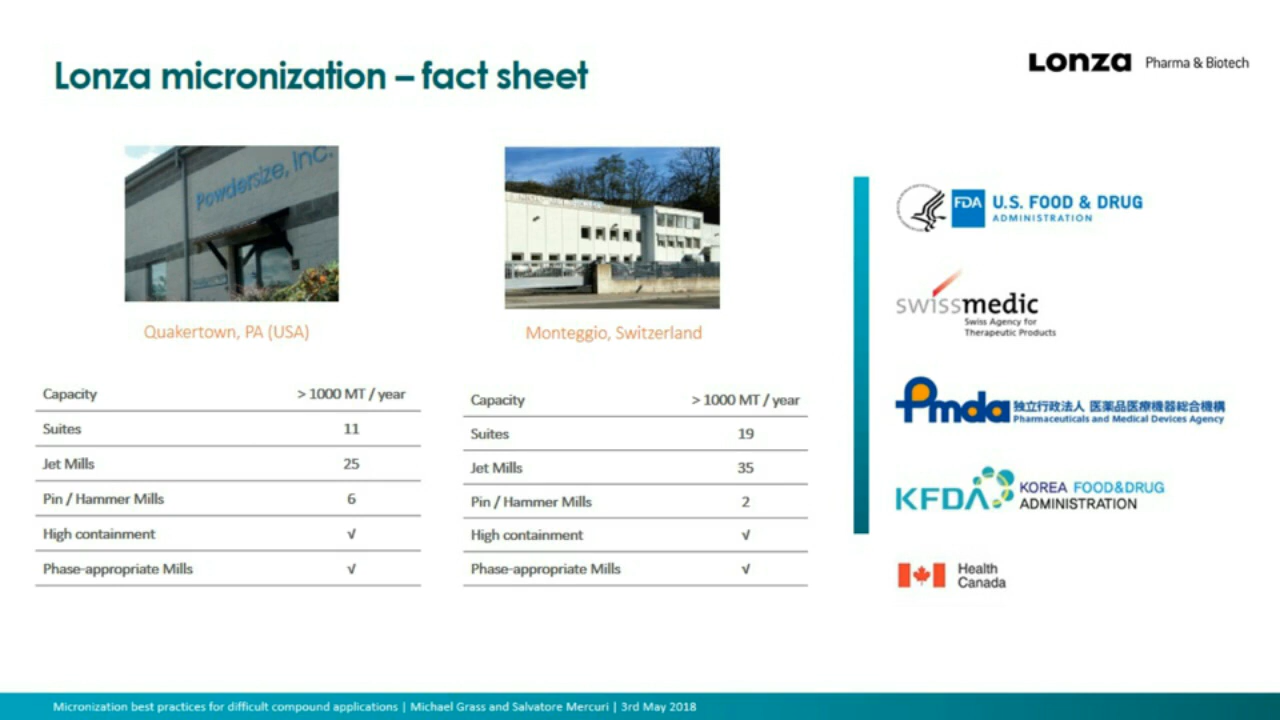 Lonza micronization – fact sheet
Lonza Pharma & Biotech
Powdersize, Inc.
Quakertown, PA (USA)
Capacity > 1000 MT / year
Suites 11
Jet Mills 25
Pin / Hammer Mills 6
High containment √
Phase-appropriate Mills √
Monteggio, Switzerland
Capacity > 1000 MT / year
Suites 19
Jet Mills 35
Pin / Hammer Mills 2
High containment √
Phase-appropriate Mills √
FDA U.S. FOOD & DRUG
ADMINISTRATION
swissmedic
Swiss Agency for
Therapeutic Products
Pmda 独立行政法人 医薬品医療機器総合機構
Pharmaceuticals and Medical Devices Agency
KFDA KOREA FOOD&DRUG
ADMINISTRATION
Health
Canada
Micronization best practices for difficult compound applications | Michael Grass and Salvatore Mercuri | 3rd May 2018